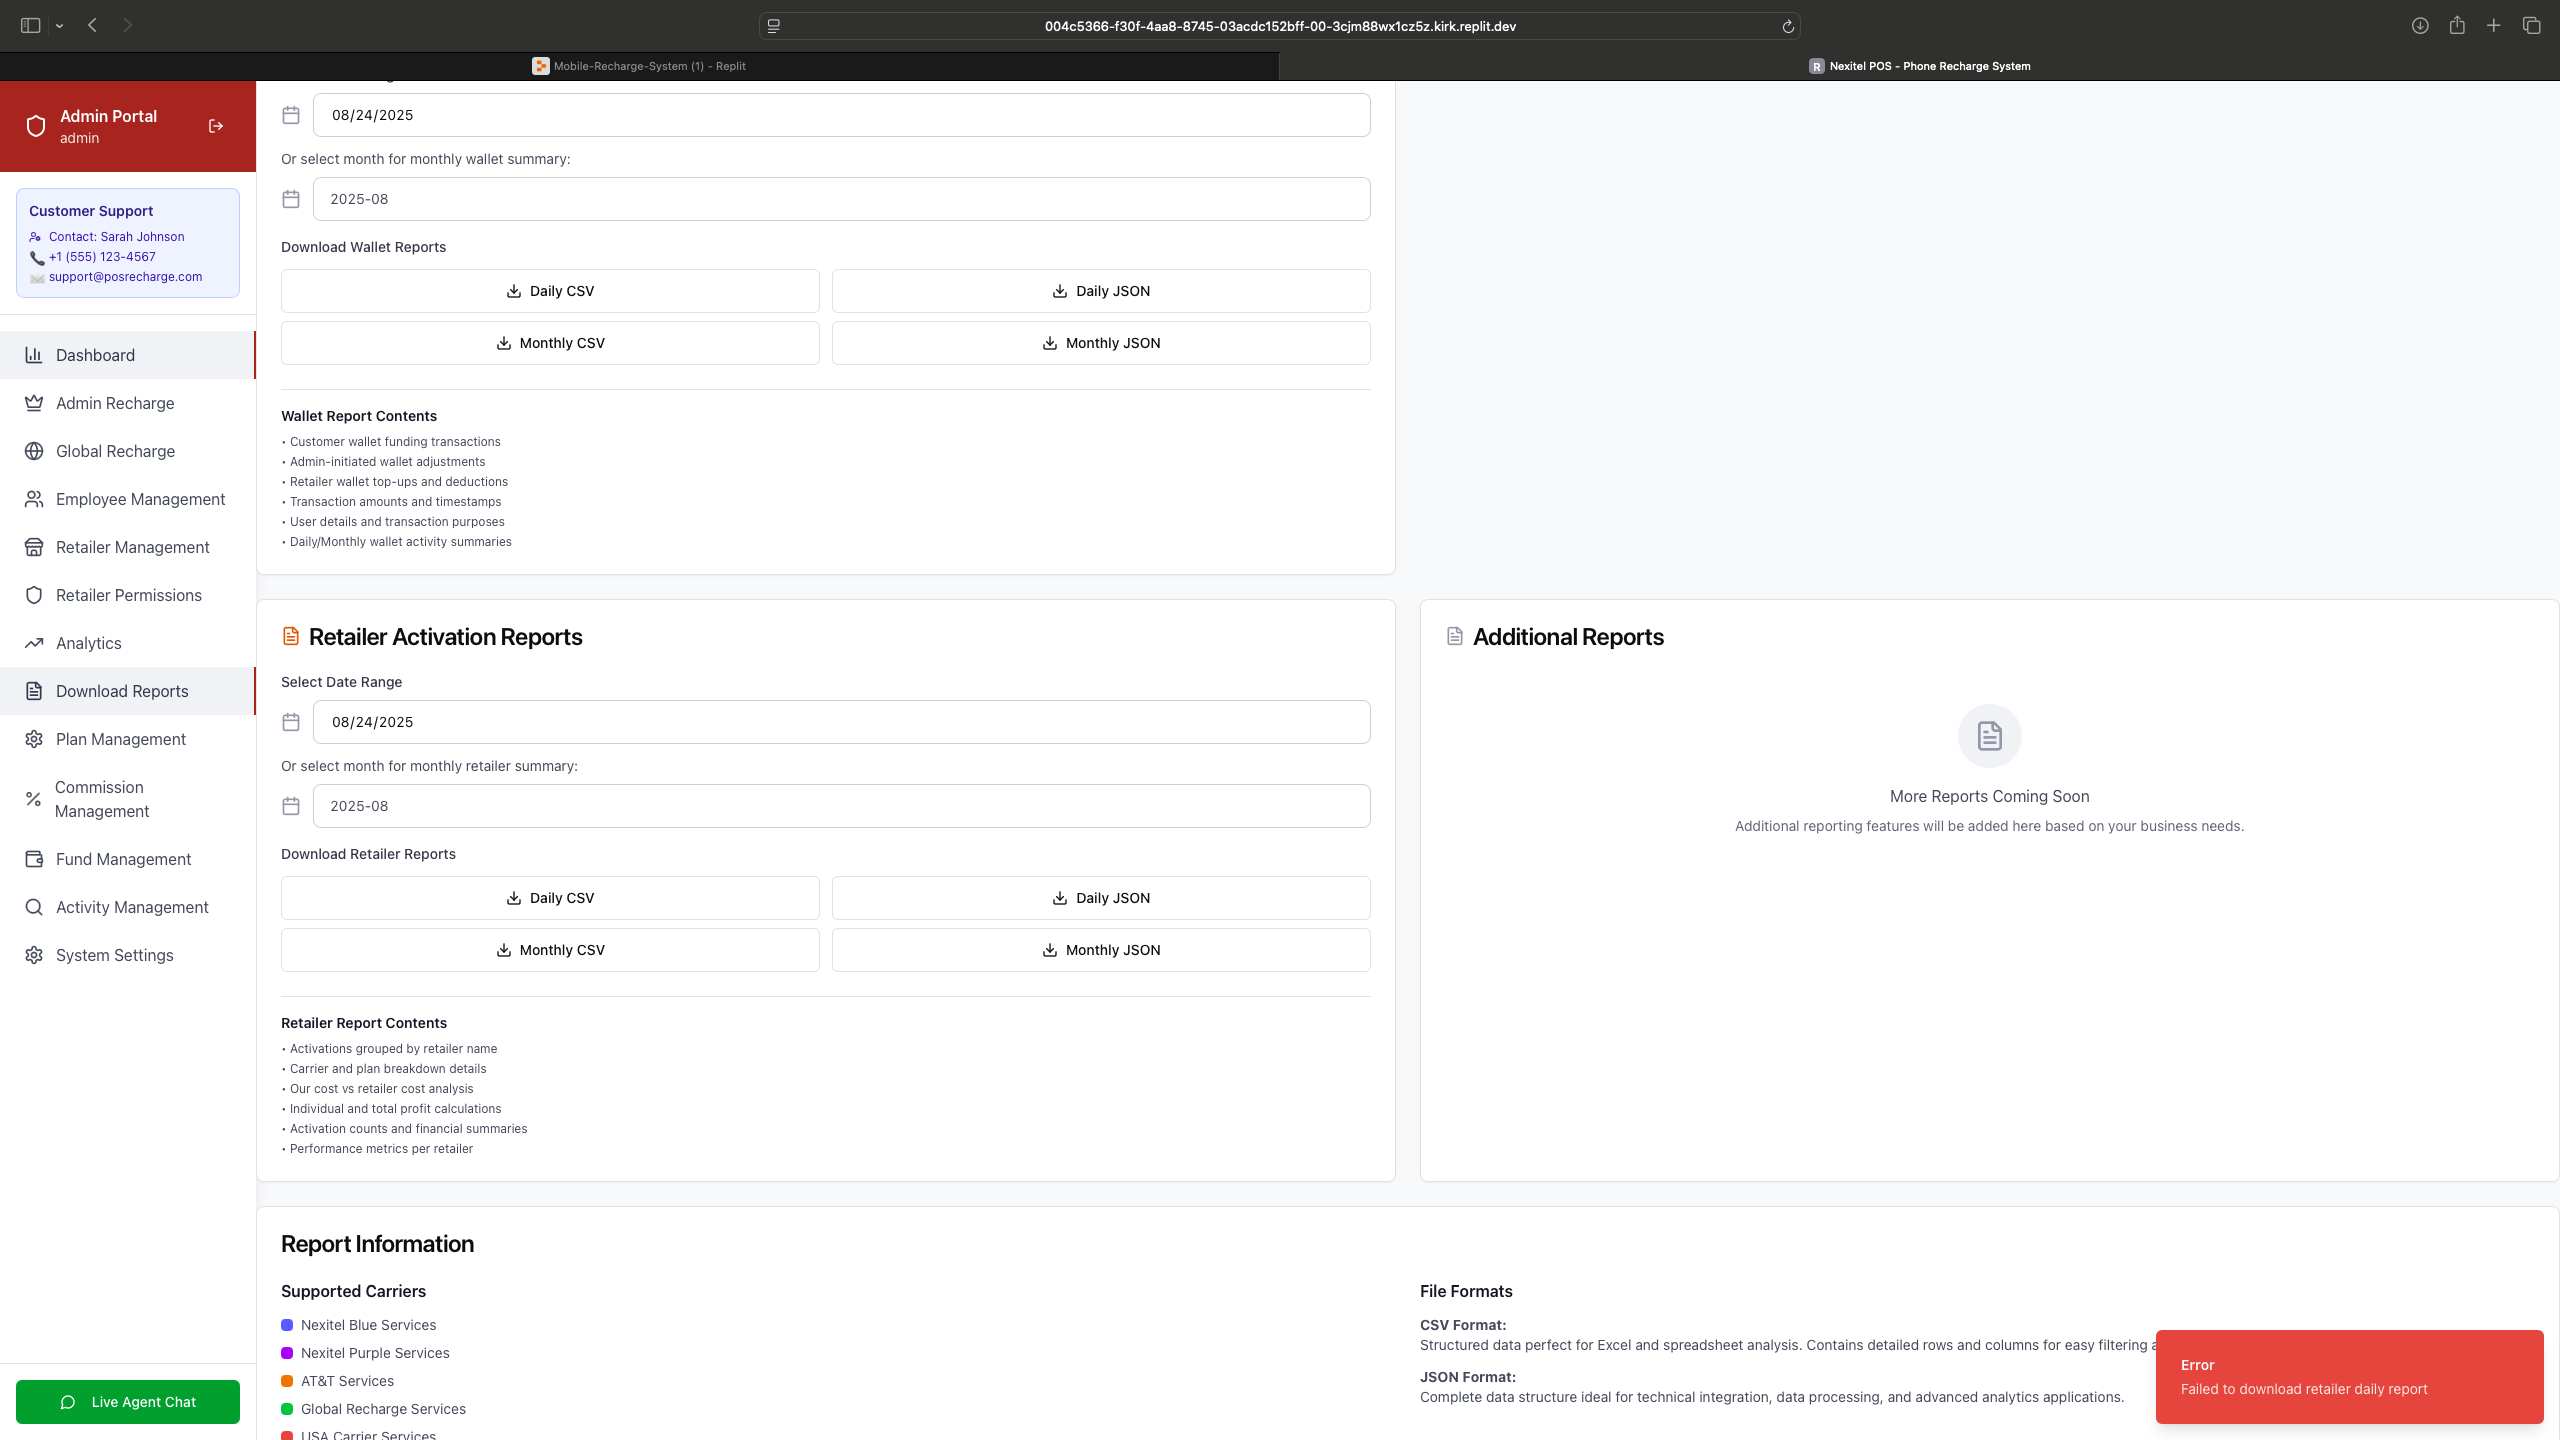 004c5366-f30f-4aa8-8745-03acdc152bff-00-3cjm88wx1cz5z.kirk.replit.dev
Mobile-Recharge-System (1) - Replit
R Nexitel POS - Phone Recharge System
Admin Portal
admin
Customer Support
Contact: Sarah Johnson
+1 (555) 123-4567
support@posrecharge.com
Dashboard
Admin Recharge
Global Recharge
Employee Management
Retailer Management
Retailer Permissions
Analytics
Download Reports
Plan Management
Commission
Management
Fund Management
Activity Management
System Settings
Live Agent Chat
08/24/2025
Or select month for monthly wallet summary:
2025-08
Download Wallet Reports
Daily CSV
Daily JSON
Monthly CSV
Monthly JSON
Wallet Report Contents
• Customer wallet funding transactions
• Admin-initiated wallet adjustments
• Retailer wallet top-ups and deductions
• Transaction amounts and timestamps
• User details and transaction purposes
• Daily/Monthly wallet activity summaries
Retailer Activation Reports
Select Date Range
08/24/2025
Or select month for monthly retailer summary:
2025-08
Download Retailer Reports
Daily CSV
Daily JSON
Monthly CSV
Monthly JSON
Retailer Report Contents
• Activations grouped by retailer name
• Carrier and plan breakdown details
• Our cost vs retailer cost analysis
• Individual and total profit calculations
• Activation counts and financial summaries
• Performance metrics per retailer
Additional Reports
More Reports Coming Soon
Additional reporting features will be added here based on your business needs.
Report Information
Supported Carriers
Nexitel Blue Services
Nexitel Purple Services
AT&T Services
Global Recharge Services
USA Carrier Services
File Formats
CSV Format:
Structured data perfect for Excel and spreadsheet analysis. Contains detailed rows and columns for easy filtering
JSON Format:
Complete data structure ideal for technical integration, data processing, and advanced analytics applications.
Error
Failed to download retailer daily report